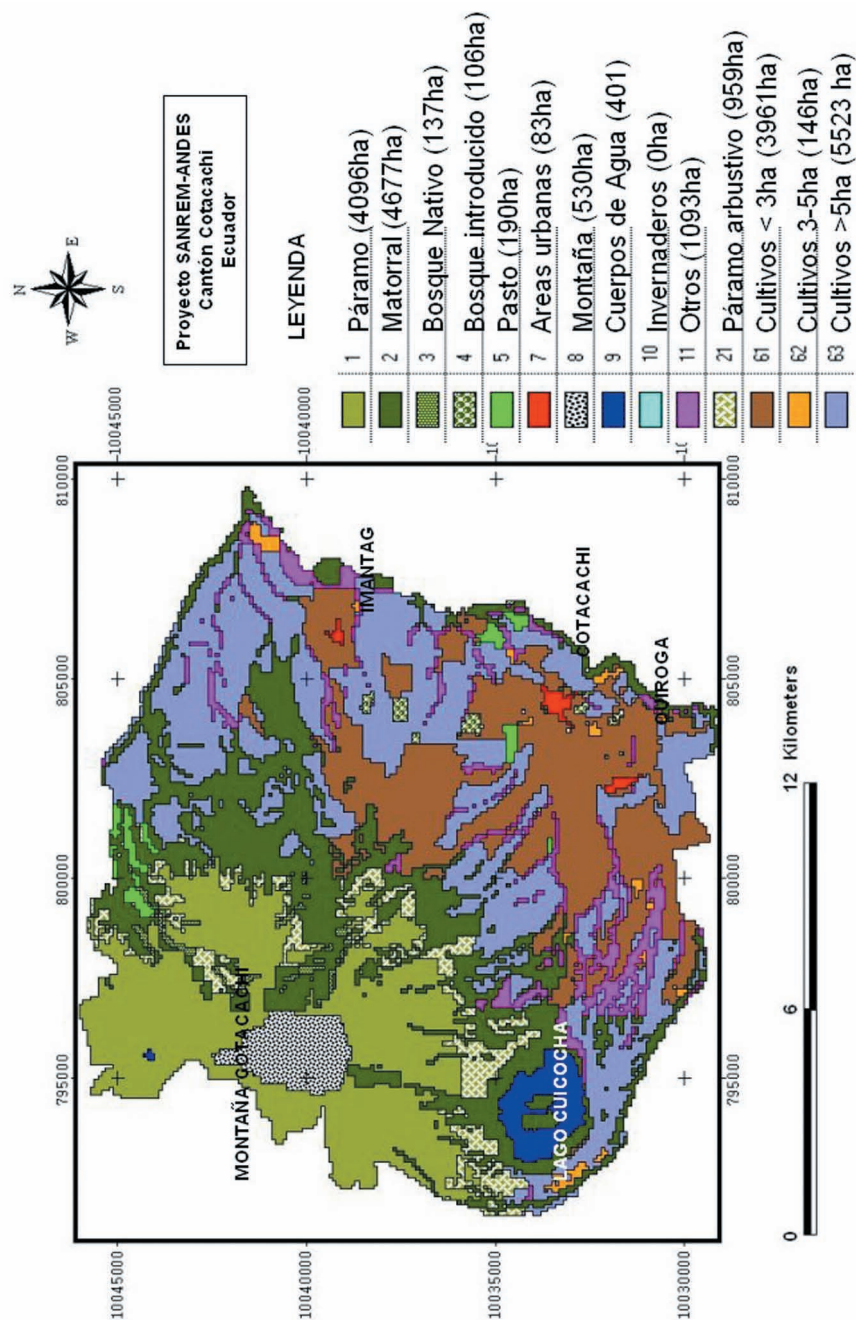 N
W
E
S
Proyecto SANREM-ANDES
Cantón Cotacachi
Ecuador
LEYENDA
1 Páramo (4096ha)
2 Matorral (4677ha)
3 Bosque Nativo (137ha)
4 Bosque introducido (106ha)
5 Pasto (190ha)
7 Areas urbanas (83ha)
8 Montaña (530ha)
9 Cuerpos de Agua (401)
10 Invernaderos (0ha)
11 Otros (1093ha)
21 Páramo arbustivo (959ha)
61 Cultivos < 3ha (3961ha)
62 Cultivos 3-5ha (146ha)
63 Cultivos >5ha (5523 ha)
795000
800000
805000
810000
10045000
10045000
10040000
10040000
10035000
10030000
MONTAÑA COTACACHI
IMANTAG
COTACACHI
QUIROGA
LAGO CUICOCHA
0
6
12 Kilometers